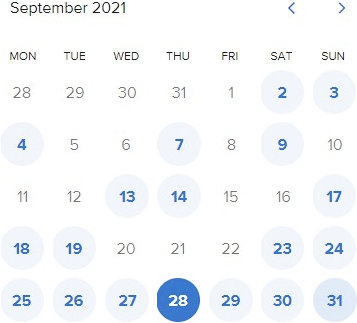 September 2021
MON TUE WED THU FRI SAT SUN
28 29 30 31 1 2 3
4 5 6 7 8 9 10
11 12 13 14 15 16 17
18 19 20 21 22 23 24
25 26 27 28 29 30 31